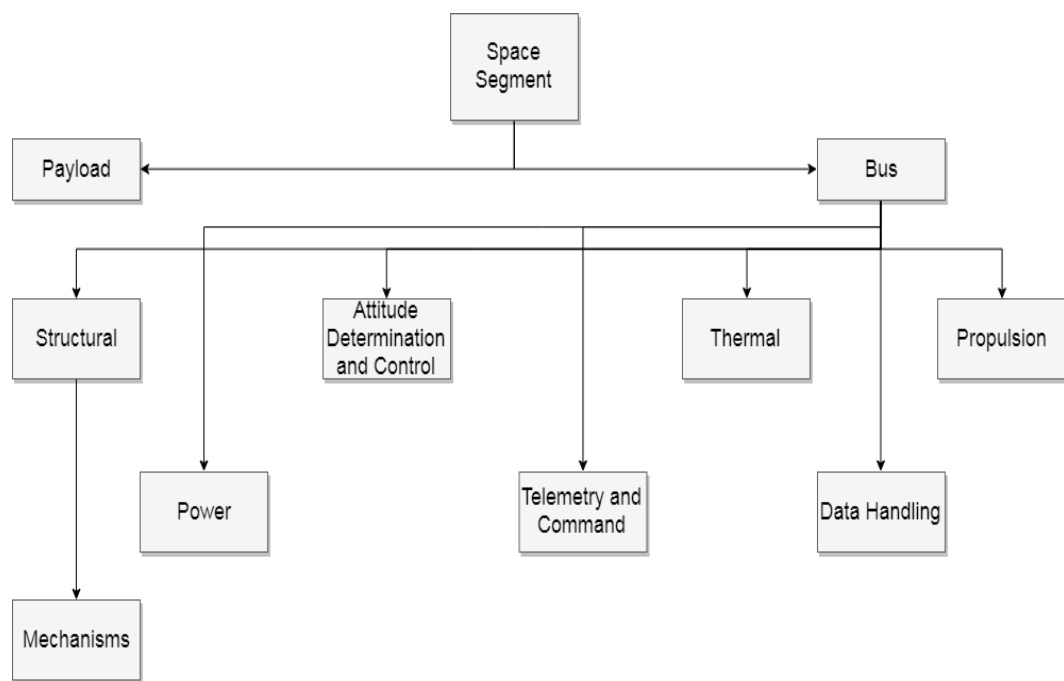 Space
Segment
Payload
Bus
Structural
Attitude
Determination
and Control
Thermal
Propulsion
Power
Telemetry and
Command
Data Handling
Mechanisms